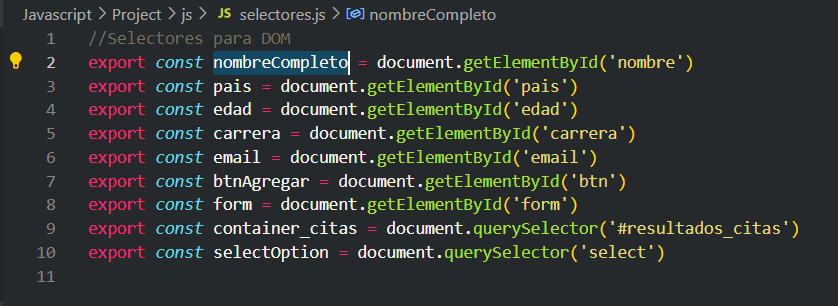 Javascript > Project > js > JS selectores.js > nombreCompleto
1 //Selectores para DOM
2 export const nombreCompleto = document.getElementById('nombre')
3 export const pais = document.getElementById('pais')
4 export const edad = document.getElementById('edad')
5 export const carrera = document.getElementById('carrera')
6 export const email = document.getElementById('email')
7 export const btnAgregar = document.getElementById('btn')
8 export const form = document.getElementById('form')
9 export const container_citas = document.querySelector('#resultados_citas')
10 export const selectOption = document.querySelector('select')
11